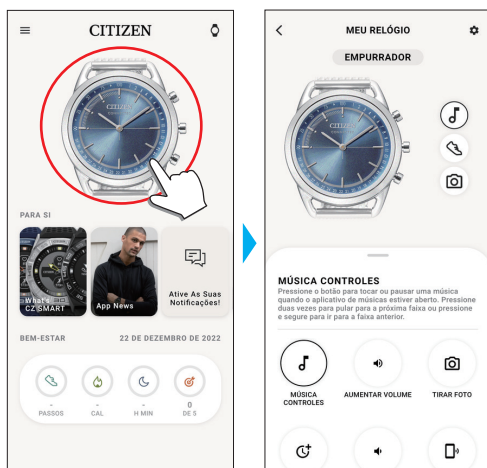 CITIZEN
CITIZEN
PARA SI
What's
CZ SMART
App News
Ative As Suas
Notificações!
BEM-ESTAR
22 DE DEZEMBRO DE 2022
-
PASSOS
-
CAL
-
H MIN
0
DE 5
MEU RELÓGIO
EMPURRADOR
CITIZEN
MÚSICA CONTROLES
Pressione o botão para tocar ou pausar uma música
quando o aplicativo de músicas estiver aberto. Pressione
duas vezes para pular para a próxima faixa ou pressione
e segure para ir para a faixa anterior.
MÚSICA
CONTROLES
AUMENTAR VOLUME
TIRAR FOTO